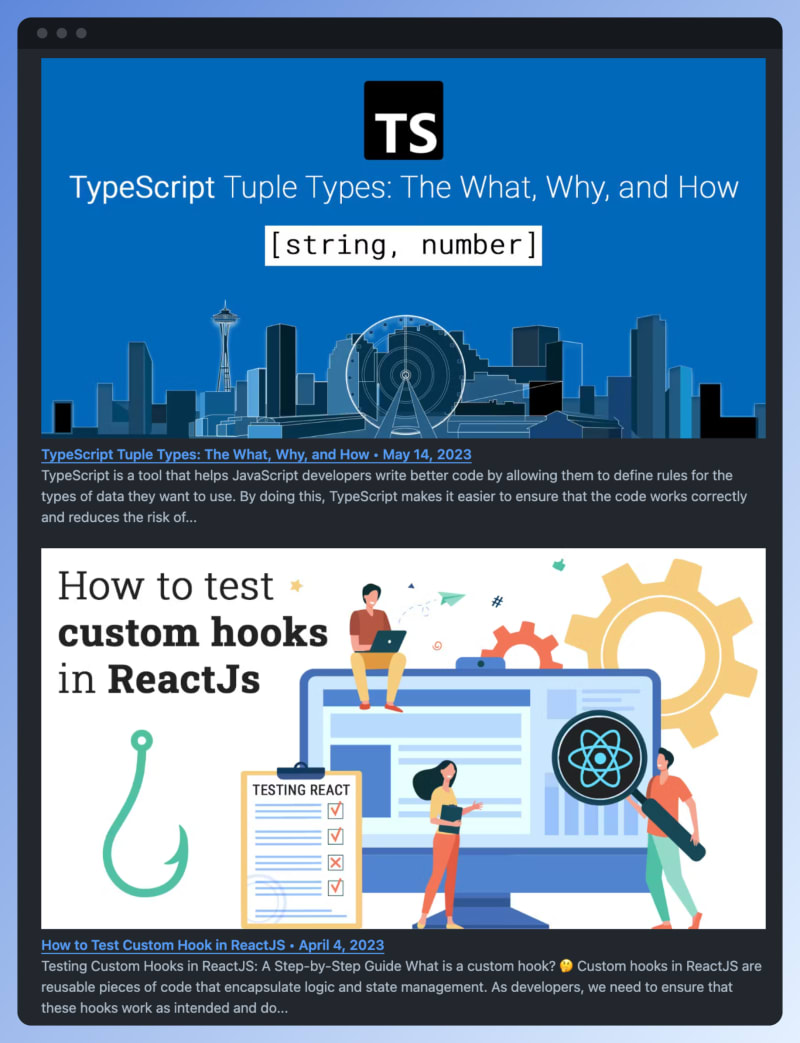 TS
TypeScript Tuple Types: The What, Why, and How
[string, number]
TypeScript Tuple Types: The What, Why, and How • May 14, 2023
TypeScript is a tool that helps JavaScript developers write better code by allowing them to define rules for the
types of data they want to use. By doing this, TypeScript makes it easier to ensure that the code works correctly
and reduces the risk of...
How to test
custom hooks
in ReactJs
#
TESTING REACT
How to Test Custom Hook in ReactJS • April 4, 2023
Testing Custom Hooks in ReactJS: A Step-by-Step Guide What is a custom hook? 🤔 Custom hooks in ReactJS are
reusable pieces of code that encapsulate logic and state management. As developers, we need to ensure that
these hooks work as intended and do...